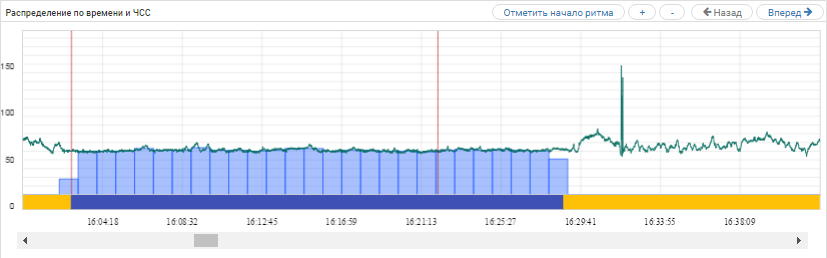 Распределение по времени и ЧСС
Отметить начало ритма + - Назад Вперед
150
100
50
0
16:04:18 16:08:32 16:12:45 16:16:59 16:21:13 16:25:27 16:29:41 16:33:55 16:38:09